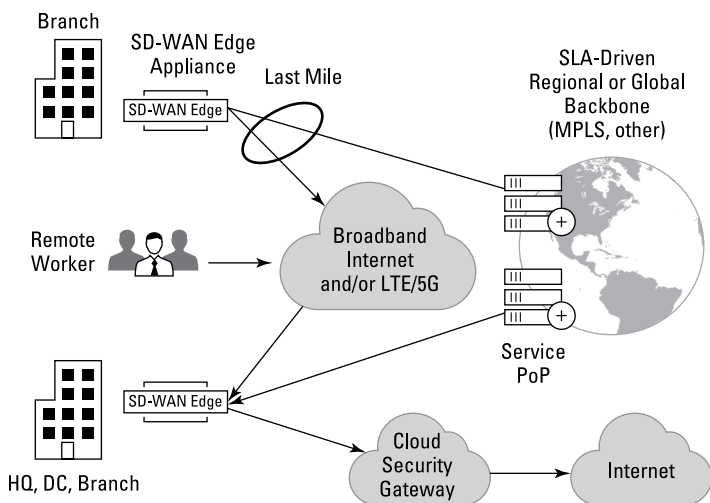 Branch
SD-WAN Edge
Appliance
SD-WAN Edge
Last Mile
SLA-Driven
Regional or Global
Backbone
(MPLS, other)
Remote
Worker
Broadband
Internet
and/or LTE/5G
Service
PoP
SD-WAN Edge
HQ, DC, Branch
Cloud
Security
Gateway
Internet